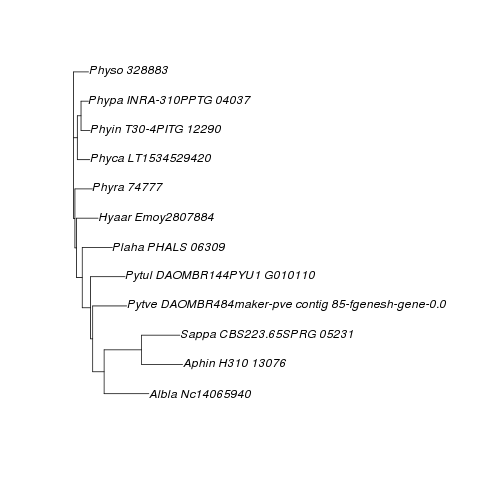 Physo 328883
Phypa INRA-310PPTG 04037
Phyin T30-4PITG 12290
Phyca LT1534529420
Phyra 74777
Hyaar Emoy2807884
Plaha PHALS 06309
Pytul DAOMBR144PYU1 G010110
Pytve DAOMBR484maker-pve contig 85-fgenesh-gene-0.0
Sappa CBS223.65SPRG 05231
Aphin H310 13076
Albla Nc14065940